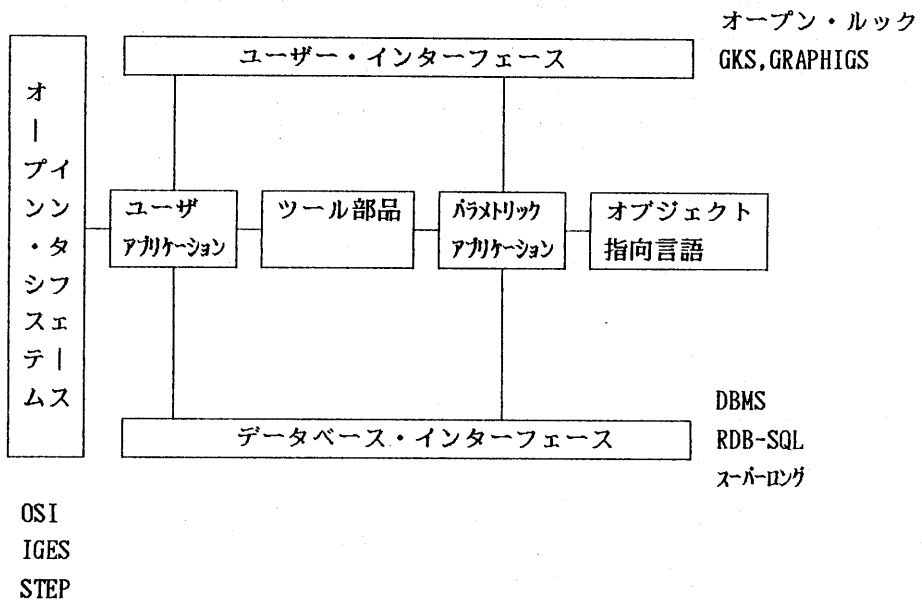 オープン・ルック
GKS,GRAPHIGS
ユーザー・インターフェース
オープン・システム
インタフェース
ユーザ
アプリケーション
ツール部品
パラメトリック
アプリケーション
オブジェクト
指向言語
データベース・インターフェース
DBMS
RDB-SQL
スーパーロング
OSI
IGES
STEP